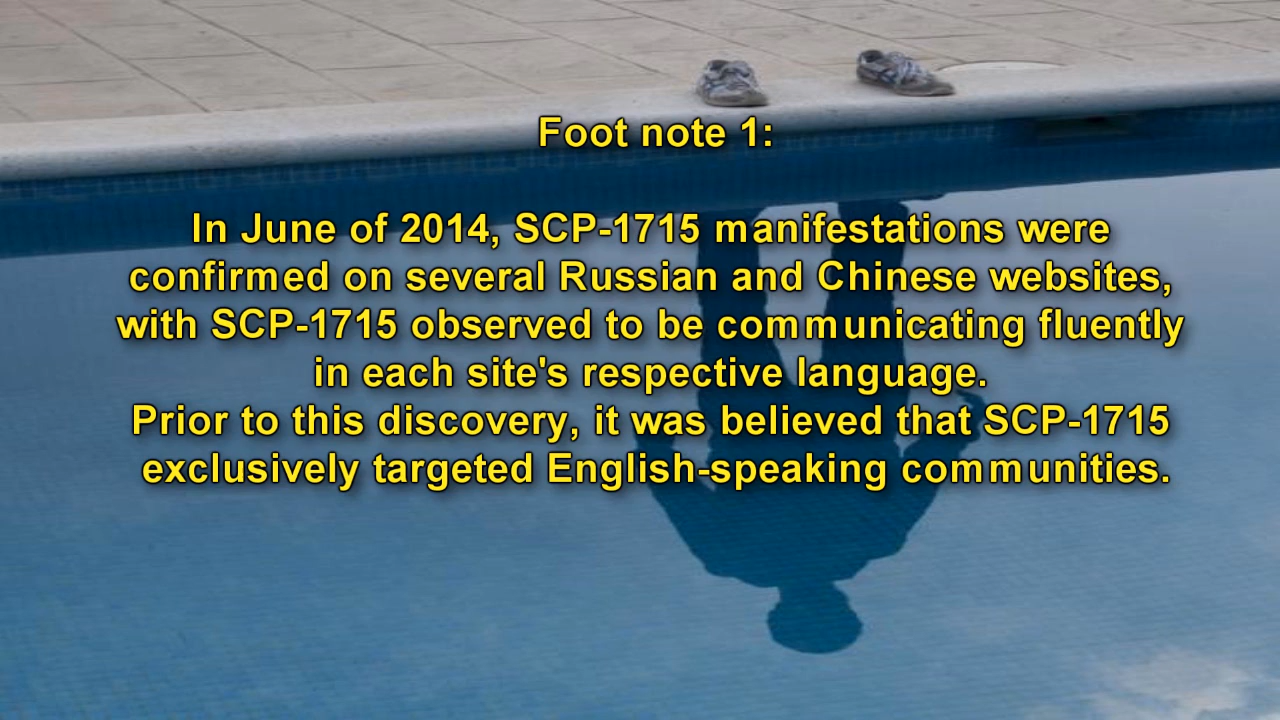 Foot note 1:
In June of 2014, SCP-1715 manifestations were
confirmed on several Russian and Chinese websites,
with SCP-1715 observed to be communicating fluently
in each site's respective language.
Prior to this discovery, it was believed that SCP-1715
exclusively targeted English-speaking communities.